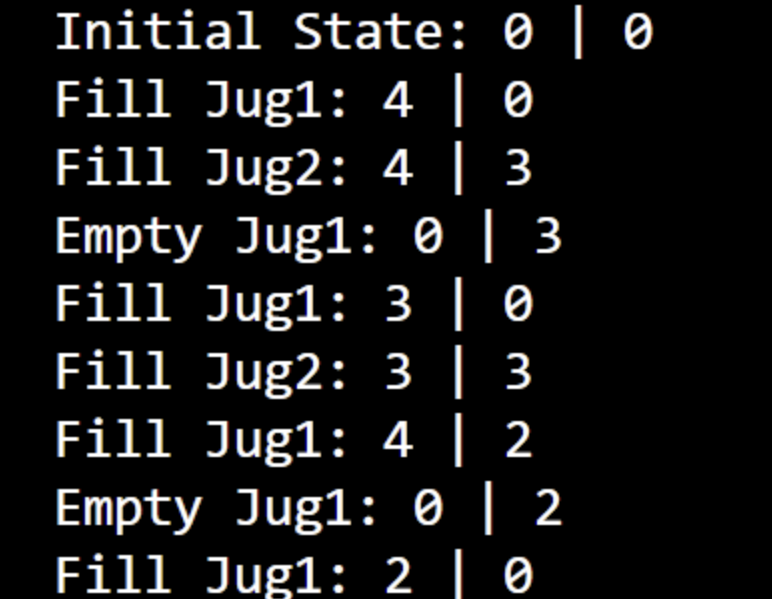 Initial State: 0 | 0
Fill Jug1: 4 | 0
Fill Jug2: 4 | 3
Empty Jug1: 0 | 3
Fill Jug1: 3 | 0
Fill Jug2: 3 | 3
Fill Jug1: 4 | 2
Empty Jug1: 0 | 2
Fill Jug1: 2 | 0